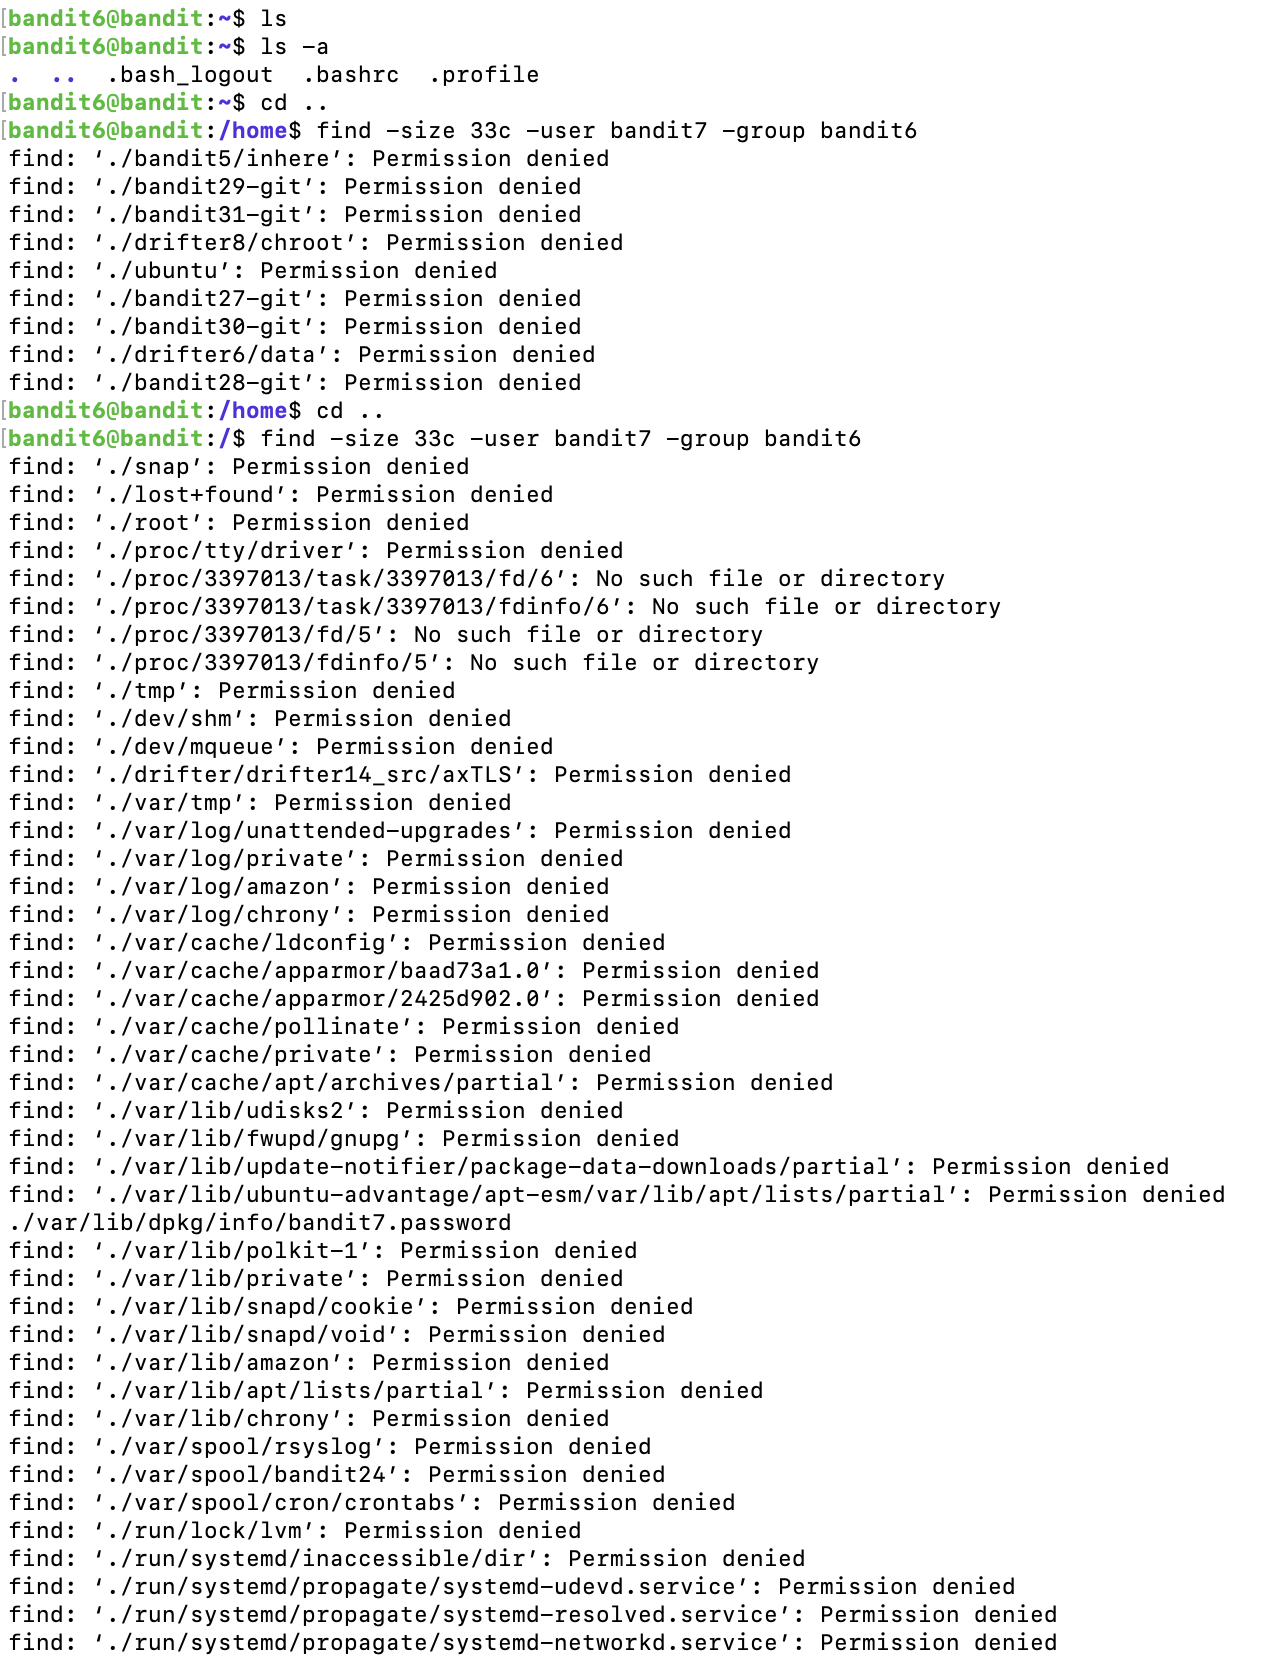 [bandit6@bandit:~$ ls
[bandit6@bandit:~$ ls -a
.  ..  .bash_logout  .bashrc  .profile
[bandit6@bandit:~$ cd ..
[bandit6@bandit:/home$ find -size 33c -user bandit7 -group bandit6
find: ‘./bandit5/inhere’: Permission denied
find: ‘./bandit29-git’: Permission denied
find: ‘./bandit31-git’: Permission denied
find: ‘./drifter8/chroot’: Permission denied
find: ‘./ubuntu’: Permission denied
find: ‘./bandit27-git’: Permission denied
find: ‘./bandit30-git’: Permission denied
find: ‘./drifter6/data’: Permission denied
find: ‘./bandit28-git’: Permission denied
[bandit6@bandit:/home$ cd ..
[bandit6@bandit:/$ find -size 33c -user bandit7 -group bandit6
find: ‘./snap’: Permission denied
find: ‘./lost+found’: Permission denied
find: ‘./root’: Permission denied
find: ‘./proc/tty/driver’: Permission denied
find: ‘./proc/3397013/task/3397013/fd/6’: No such file or directory
find: ‘./proc/3397013/task/3397013/fdinfo/6’: No such file or directory
find: ‘./proc/3397013/fd/5’: No such file or directory
find: ‘./proc/3397013/fdinfo/5’: No such file or directory
find: ‘./tmp’: Permission denied
find: ‘./dev/shm’: Permission denied
find: ‘./dev/mqueue’: Permission denied
find: ‘./drifter/drifter14_src/axTLS’: Permission denied
find: ‘./var/tmp’: Permission denied
find: ‘./var/log/unattended-upgrades’: Permission denied
find: ‘./var/log/private’: Permission denied
find: ‘./var/log/amazon’: Permission denied
find: ‘./var/log/chrony’: Permission denied
find: ‘./var/cache/ldconfig’: Permission denied
find: ‘./var/cache/apparmor/baad73a1.0’: Permission denied
find: ‘./var/cache/apparmor/2425d902.0’: Permission denied
find: ‘./var/cache/pollinate’: Permission denied
find: ‘./var/cache/private’: Permission denied
find: ‘./var/cache/apt/archives/partial’: Permission denied
find: ‘./var/lib/udisks2’: Permission denied
find: ‘./var/lib/fwupd/gnupg’: Permission denied
find: ‘./var/lib/update-notifier/package-data-downloads/partial’: Permission denied
find: ‘./var/lib/ubuntu-advantage/apt-esm/var/lib/apt/lists/partial’: Permission denied
./var/lib/dpkg/info/bandit7.password
find: ‘./var/lib/polkit-1’: Permission denied
find: ‘./var/lib/private’: Permission denied
find: ‘./var/lib/snapd/cookie’: Permission denied
find: ‘./var/lib/snapd/void’: Permission denied
find: ‘./var/lib/amazon’: Permission denied
find: ‘./var/lib/apt/lists/partial’: Permission denied
find: ‘./var/lib/chrony’: Permission denied
find: ‘./var/spool/rsyslog’: Permission denied
find: ‘./var/spool/bandit24’: Permission denied
find: ‘./var/spool/cron/crontabs’: Permission denied
find: ‘./run/lock/lvm’: Permission denied
find: ‘./run/systemd/inaccessible/dir’: Permission denied
find: ‘./run/systemd/propagate/systemd-udevd.service’: Permission denied
find: ‘./run/systemd/propagate/systemd-resolved.service’: Permission denied
find: ‘./run/systemd/propagate/systemd-networkd.service’: Permission denied